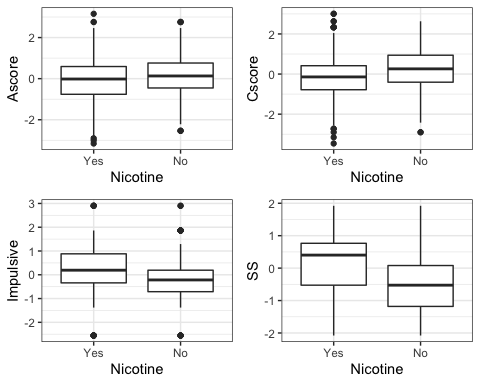 Ascore
2
0
-2
Yes
No
Nicotine
Cscore
2
0
-2
Yes
No
Nicotine
Impulsive
3
2
1
0
-1
-2
Yes
No
Nicotine
SS
2
1
0
-1
-2
Yes
No
Nicotine